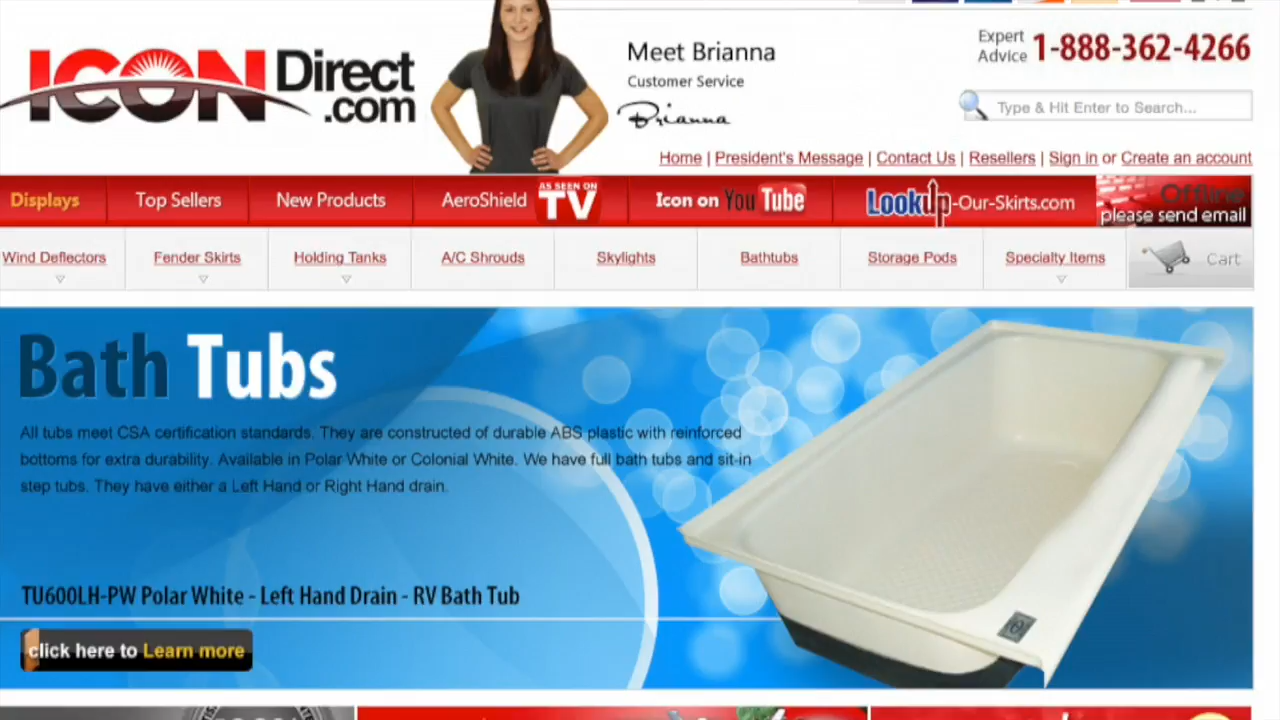 ICON Direct .com
Meet Brianna
Customer Service
Brianna
Expert Advice 1-888-362-4266
Type & Hit Enter to Search...
Home | President's Message | Contact Us | Resellers | Sign in or Create an account
Displays Top Sellers New Products AeroShield AS SEEN ON TV Icon on YouTube Lookup-Our-Skirts.com Offline please send email
Wind Deflectors Fender Skirts Holding Tanks A/C Shrouds Skylights Bathtubs Storage Pods Specialty Items Cart
Bath Tubs
All tubs meet CSA certification standards. They are constructed of durable ABS plastic with reinforced
bottoms for extra durability. Available in Polar White or Colonial White. We have full bath tubs and sit-in
step tubs. They have either a Left Hand or Right Hand drain.
TU600LH-PW Polar White - Left Hand Drain - RV Bath Tub
click here to Learn more